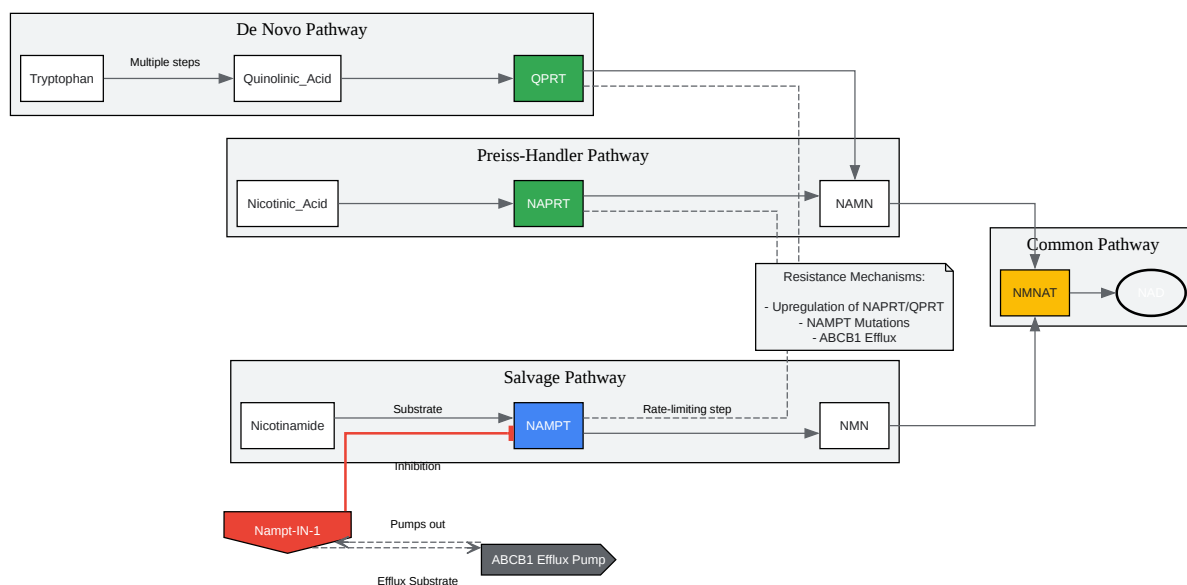 De Novo Pathway
Tryptophan
Multiple steps
Quinolinic_Acid
QPRT
Preiss-Handler Pathway
Nicotinic_Acid
NAPRT
NAMN
Common Pathway
NMNAT
NAD
Resistance Mechanisms:
- Upregulation of NAPRT/QPRT
- NAMPT Mutations
- ABCB1 Efflux
Salvage Pathway
Nicotinamide
Substrate
NAMPT
Rate-limiting step
NMN
Inhibition
Nampt-IN-1
Pumps out
ABCB1 Efflux Pump
Efflux Substrate